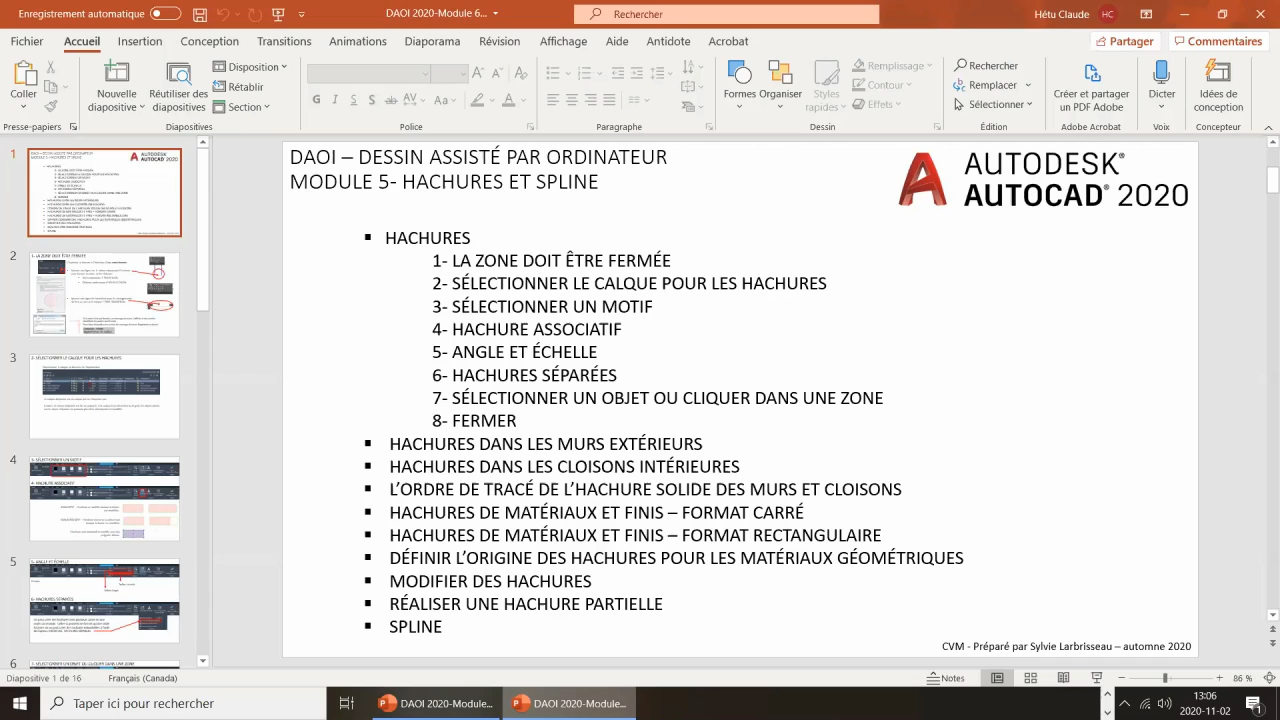 DAOI 2020-Module 6...
Fichier Accueil Insertion Conception Transitions Animations Diaporama Révision Affichage Aide Antidote Acrobat Partager Commentaires
Coller
Nouvelle diapositive
Réutiliser des diapositives
Disposition
Rétablir
Section
Formes
Organiser
Styles rapides
Remplissage
Contour
Effets
Rechercher
Remplacer
Sélectionner
Créer et partager un PDF Adobe
Dicter
Idées de conception
Presse-papiers Diapositives Police Paragraphe Dessin Édition Adobe Acrobat Voix Concepteur
3
4
6
DAOI – DESSIN ASSISTÉ PAR ORDINATEUR
MODULE 5- HACHURES ET SPLINE
AUTODESK®
AUTOCAD® 2020
HACHURES
1- LA ZONE DOIT ÊTRE FERMÉE
2- SÉLECTIONNER LE CALQUE POUR LES HACHURES
3- SÉLECTIONNER UN MOTIF
4- HACHURE ASSOCIATIF
5- ANGLE ET ÉCHELLE
6- HACHURES SÉPARÉES
7- SÉLECTIONNER UN OBJET OU CLIQUER DANS UNE ZONE
8- FERMER
HACHURES DANS LES MURS EXTÉRIEURS
HACHURES DANS LES CLOISONS INTÉRIEURES
L'ORDRE DE TRACÉ DE L'HACHURE SOLIDE DES MURS ET CLOISONS
HACHURES DE MATÉRIAUX ET FINIS – FORMAT CARRÉ
HACHURES DE MATÉRIAUX ET FINIS – FORMAT RECTANGULAIRE
DÉFINIR L'ORIGINE DES HACHURES POUR LES MATÉRIAUX GÉOMÉTRIQUES
MODIFIER DES HACHURES
RÉALISER UNE HACHURE PARTIELLE
SPLINE
CVM - Préparé par Sylvie Larbrisseau – automne 2020
Diapositive 1 de 16 Français (Canada) Notes 86 %
Taper ici pour rechercher
DAOI 2020-Module...
DAOI 2020-Module...
13:06
2020-11-02